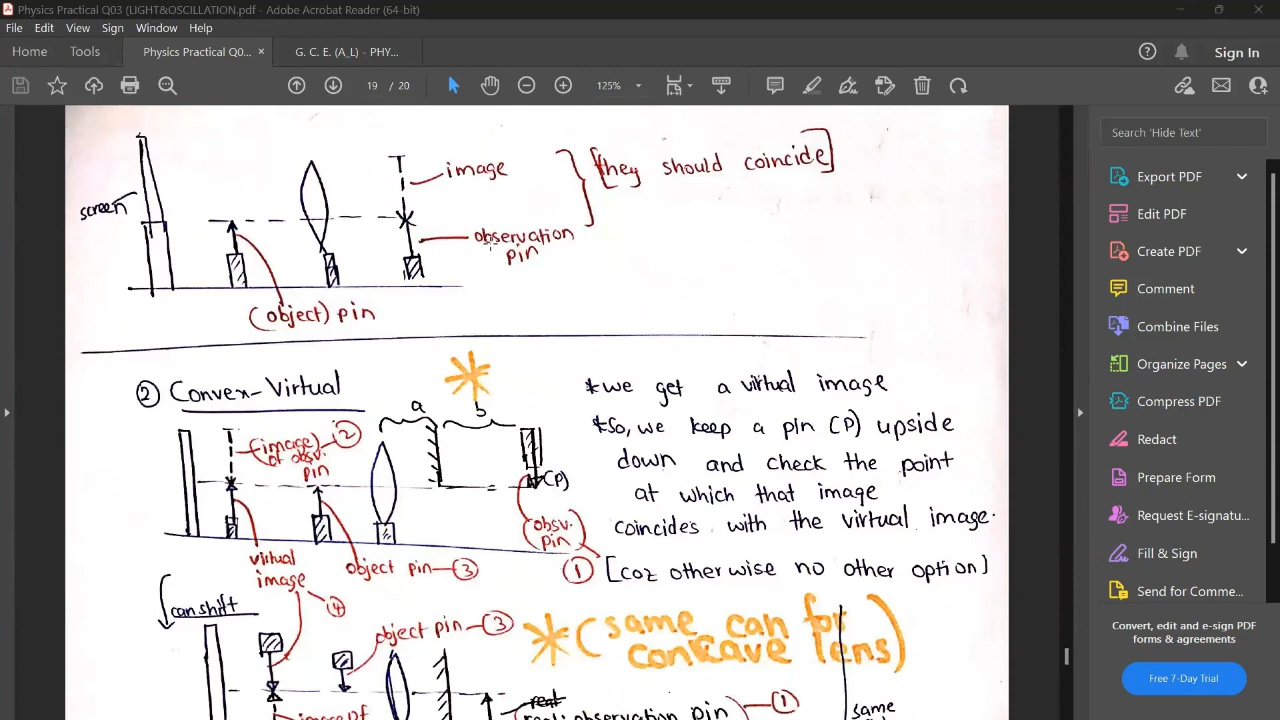 Physics Practical Q03 (LIGHT&OSCILLATION.pdf - Adobe Acrobat Reader (64-bit)
File Edit View Sign Window Help
Home Tools Physics Practical Q0... × G. C. E. (A_L) - PHY...
Sign In
19 / 20 125%
Search 'Hide Text'
Export PDF
Edit PDF
Create PDF
Comment
Combine Files
Organize Pages
Compress PDF
Redact
Prepare Form
Request E-signatu...
Fill & Sign
Send for Comme...
Convert, edit and e-sign PDF
forms & agreements
Free 7-Day Trial
screen
image
[they should coincide]
observation
pin
(object) pin
② Convex-Virtual
a
b
(image) ②
of obsv.
pin
(P)
(obsv.
pin)
①
virtual
image
④
object pin ③
*we get a virtual image
*So, we keep a pin (P) upside
down and check the point
at which that image
coincides with the virtual image.
[coz otherwise no other option]
can shift
object pin ③
*(same can for
concave lens)
image of
real
real: observation pin
①
same